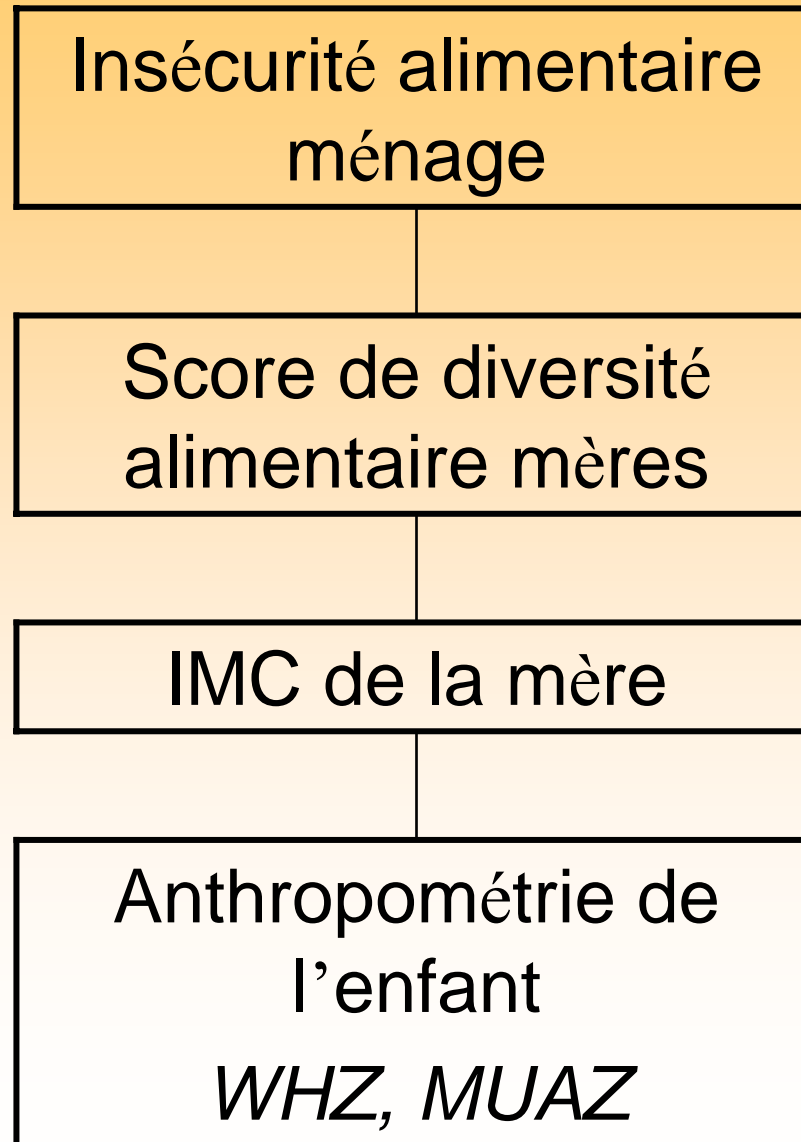 Insécurité alimentaire
ménage
Score de diversité
alimentaire mères
IMC de la mère
Anthropométrie de
l’enfant
WHZ, MUAZ